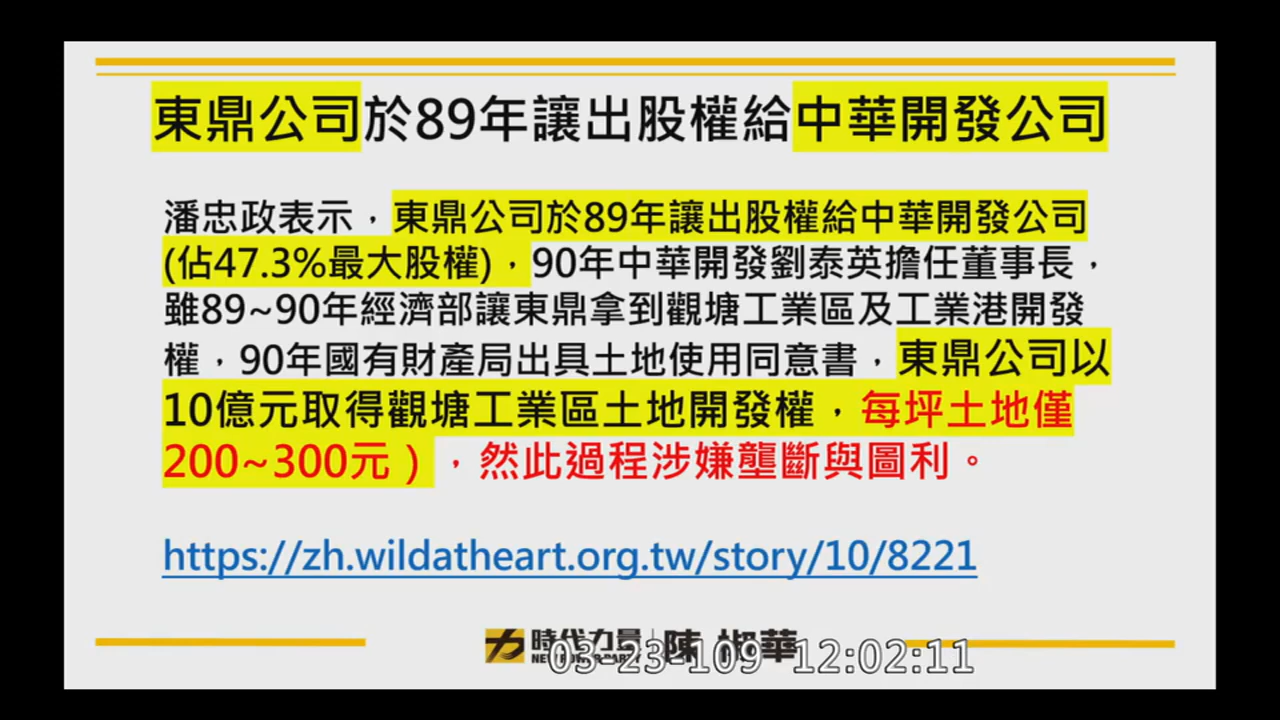 東鼎公司於89年讓出股權給中華開發公司
潘忠政表示，東鼎公司於89年讓出股權給中華開發公司
(佔47.3%最大股權)，90年中華開發劉泰英擔任董事長，
雖89~90年經濟部讓東鼎拿到觀塘工業區及工業港開發
權，90年國有財產局出具土地使用同意書，東鼎公司以
10億元取得觀塘工業區土地開發權，每坪土地僅
200~300元），然此過程涉嫌壟斷與圖利。
https://zh.wildatheart.org.tw/story/10/8221
時代力量 陳椒華
NEW POWER PARTY
03-23-109 12:02:11